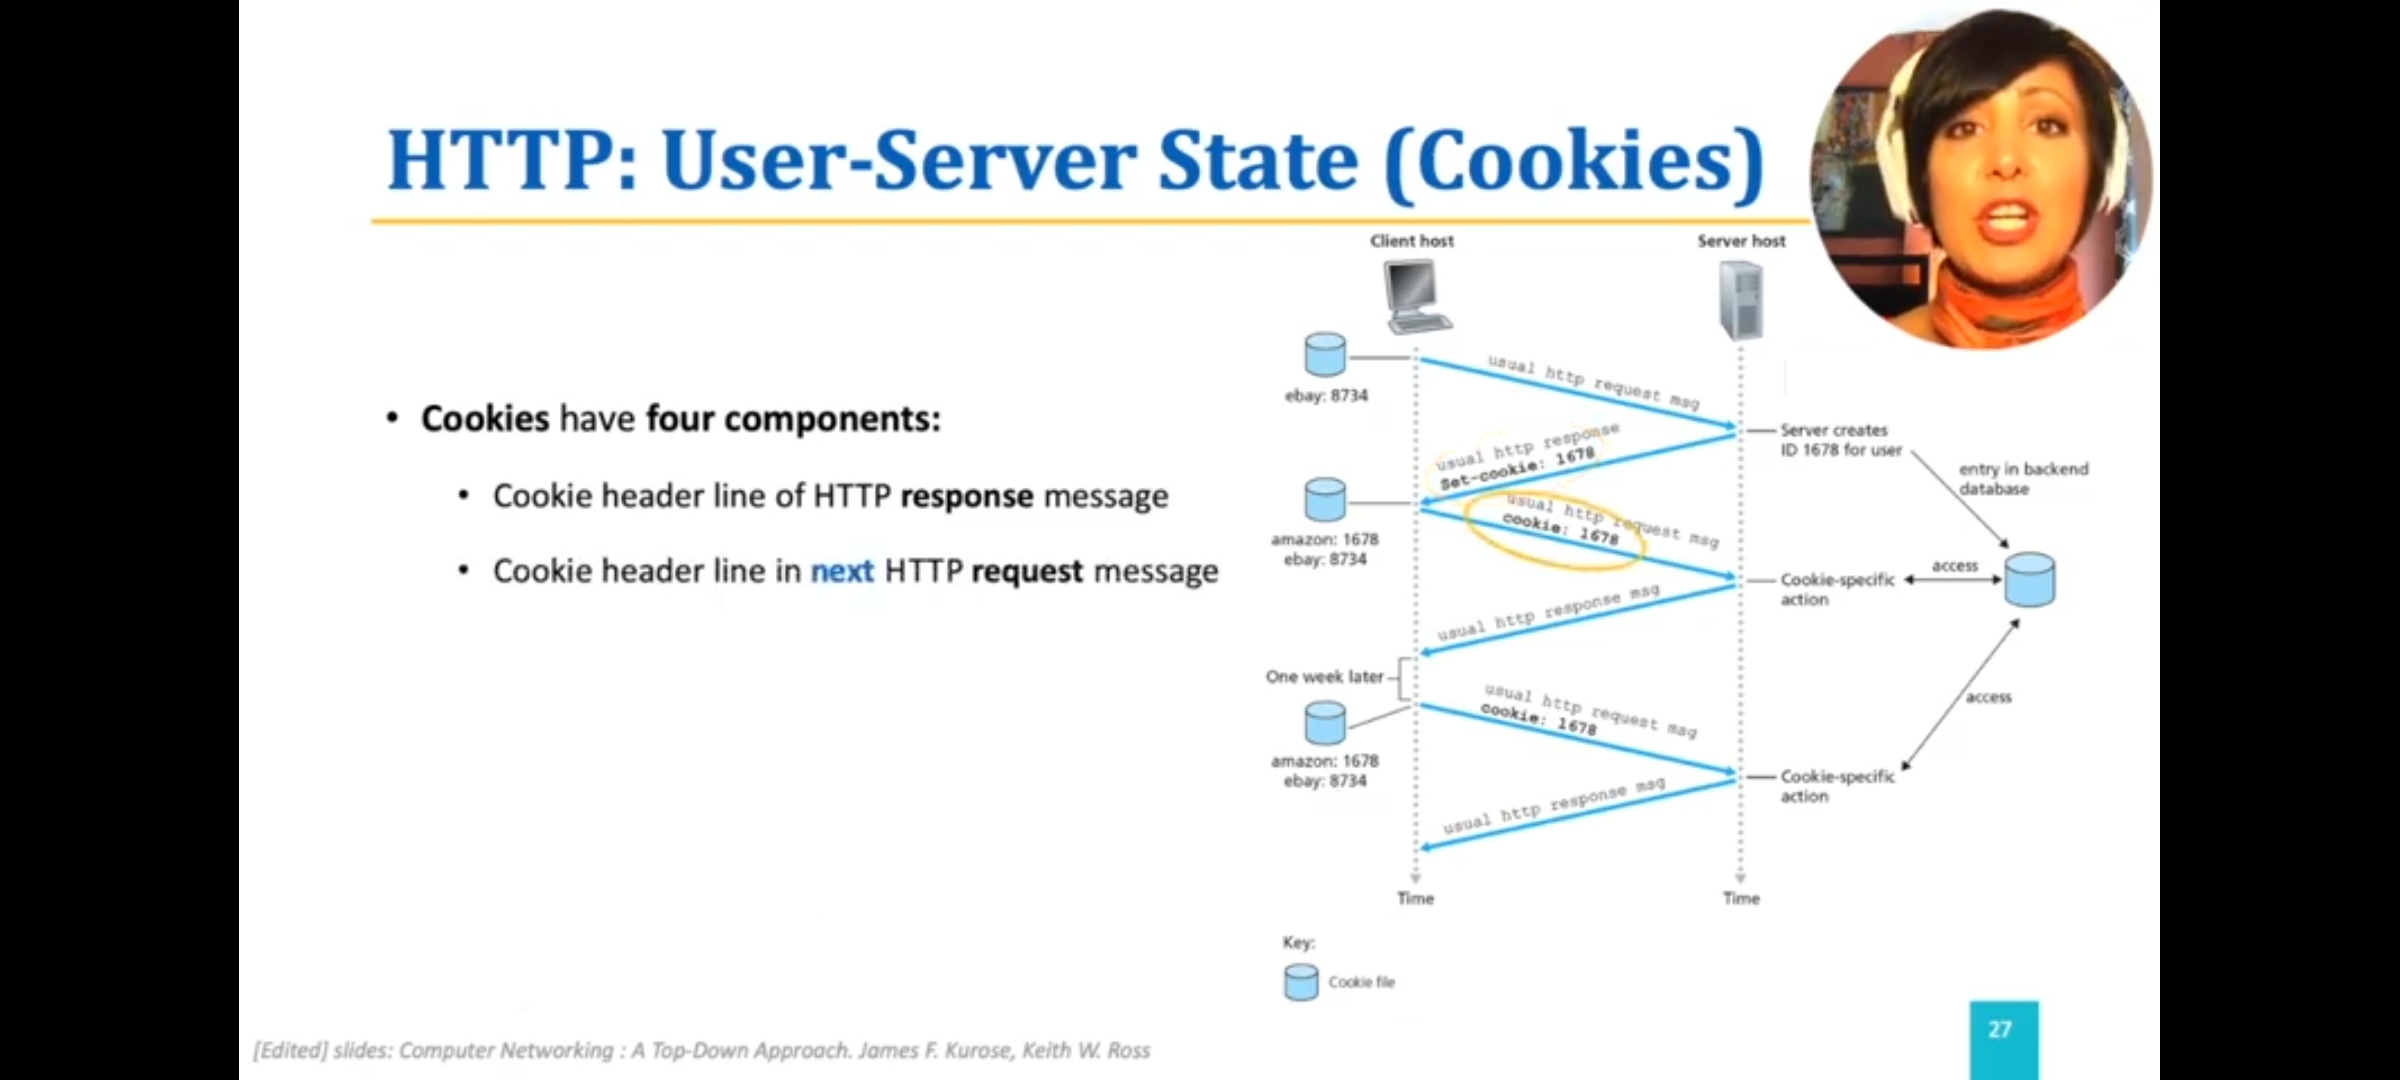 HTTP: User-Server State (Cookies)
• Cookies have four components:
• Cookie header line of HTTP response message
• Cookie header line in next HTTP request message
Client host
Server host
ebay: 8734
usual http request msg
Server creates
ID 1678 for user
entry in backend
database
usual http response
Set-cookie: 1678
amazon: 1678
ebay: 8734
usual http request msg
cookie: 1678
Cookie-specific
action
access
usual http response msg
One week later
access
usual http request msg
cookie: 1678
amazon: 1678
ebay: 8734
Cookie-specific
action
usual http response msg
Time
Time
Key:
Cookie file
27
[Edited] slides: Computer Networking : A Top-Down Approach. James F. Kurose, Keith W. Ross